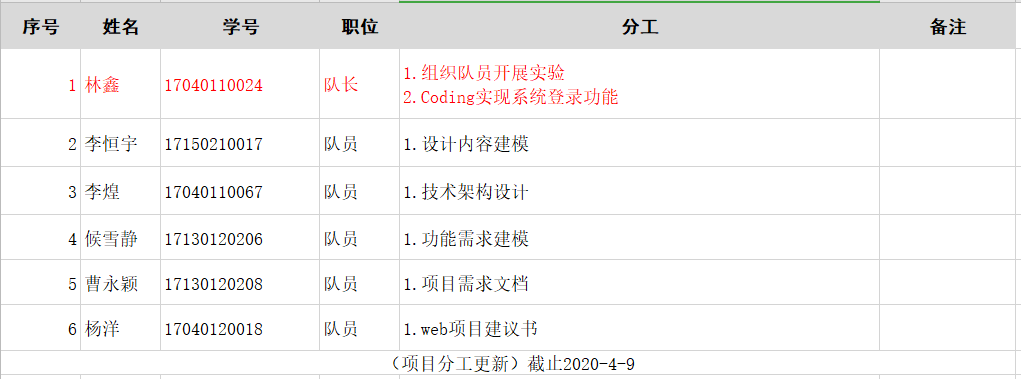 序号 姓名 学号 职位 分工 备注
1 林鑫 17040110024 队长 1.组织队员开展实验
2.Coding实现系统登录功能
2 李恒宇 17150210017 队员 1.设计内容建模
3 李煌 17040110067 队员 1.技术架构设计
4 候雪静 17130120206 队员 1.功能需求建模
5 曹永颖 17130120208 队员 1.项目需求文档
6 杨洋 17040120018 队员 1.web项目建议书
（项目分工更新）截止2020-4-9